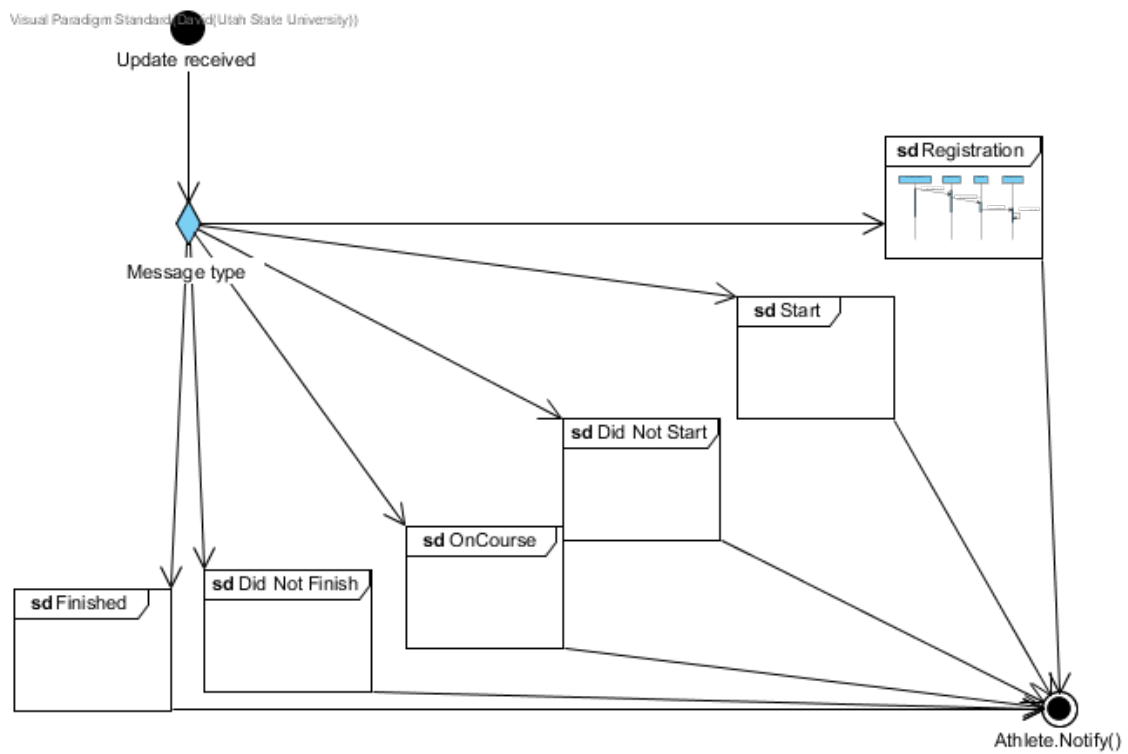 Visual Paradigm Standard(David(Utah State University))
Update received
sd Registration
Message type
sd Start
sd Did Not Start
sd OnCourse
sd Did Not Finish
sd Finished
Athlete.Notify()